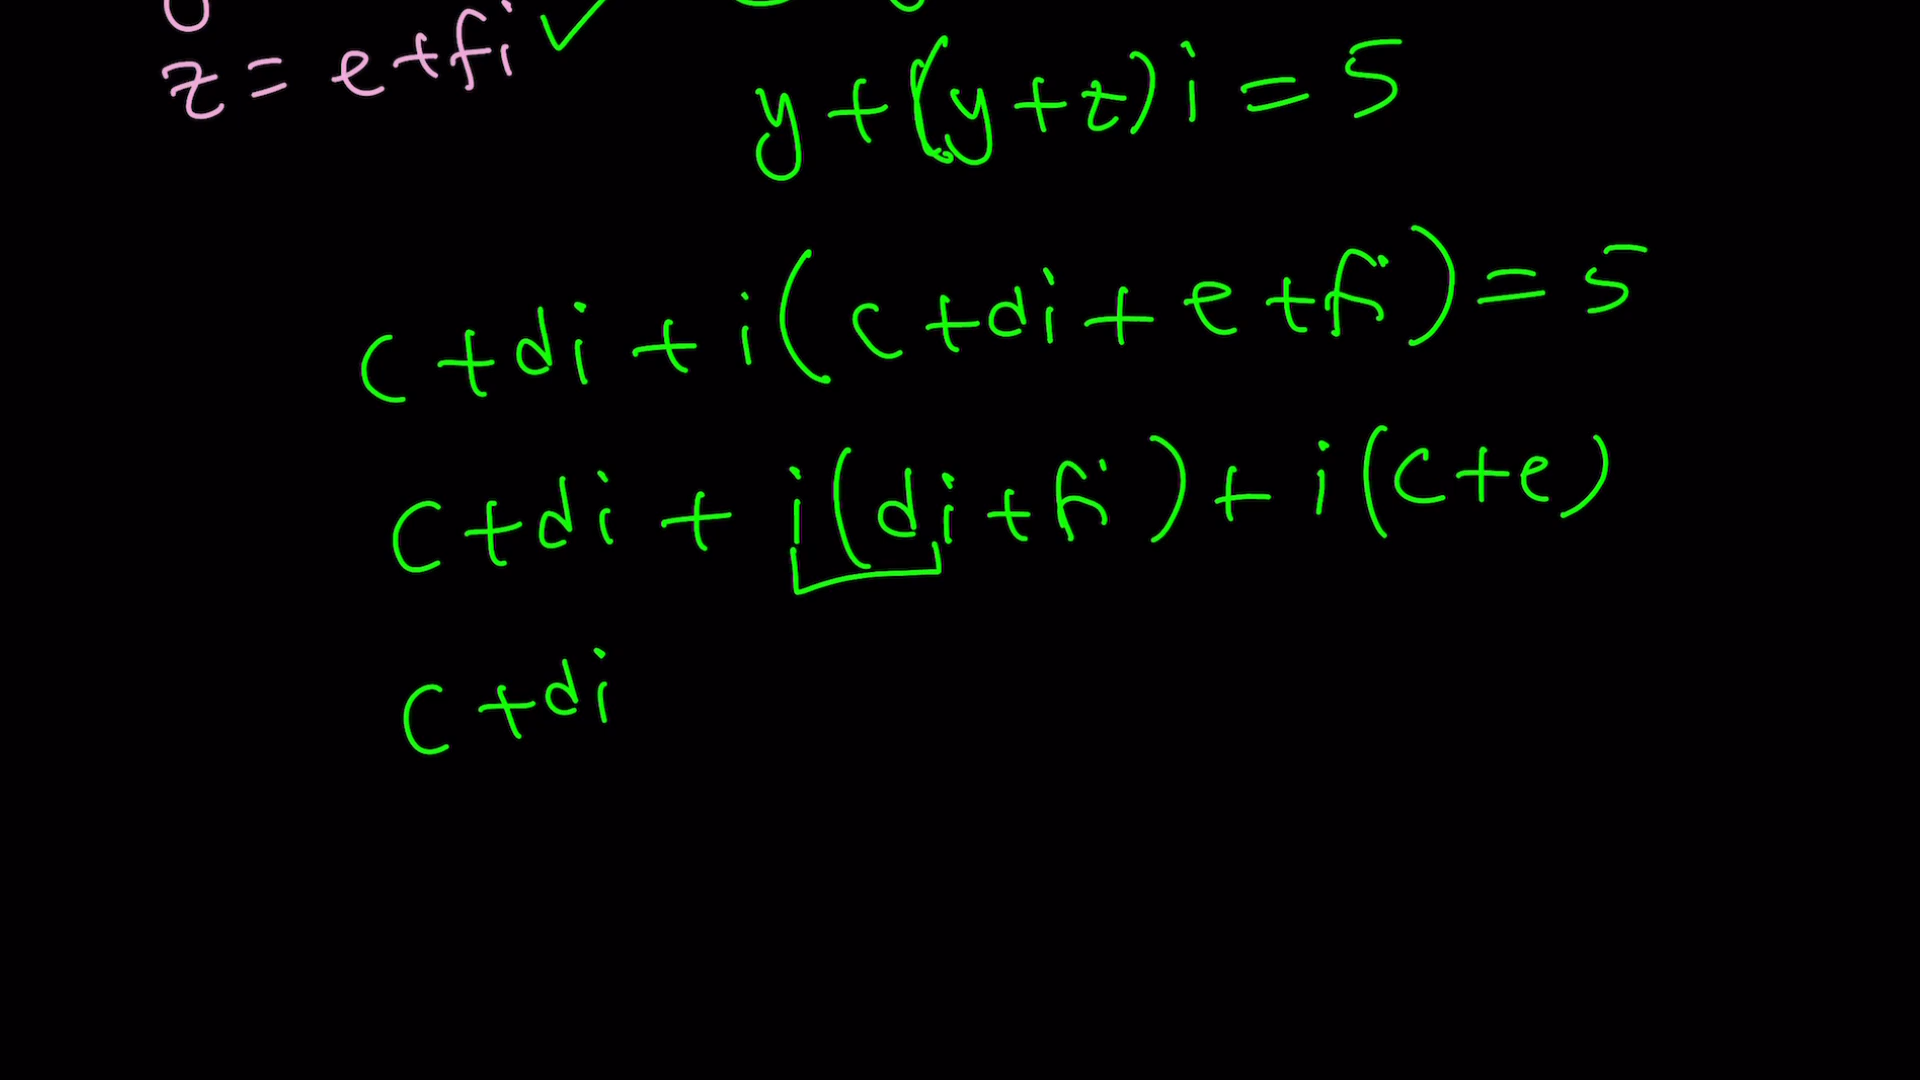 z = e+fi
y+(y+z)i = 5
c+di+i(c+di+e+fi)=5
c+di+i(di+fi)+i(c+e)
c+di